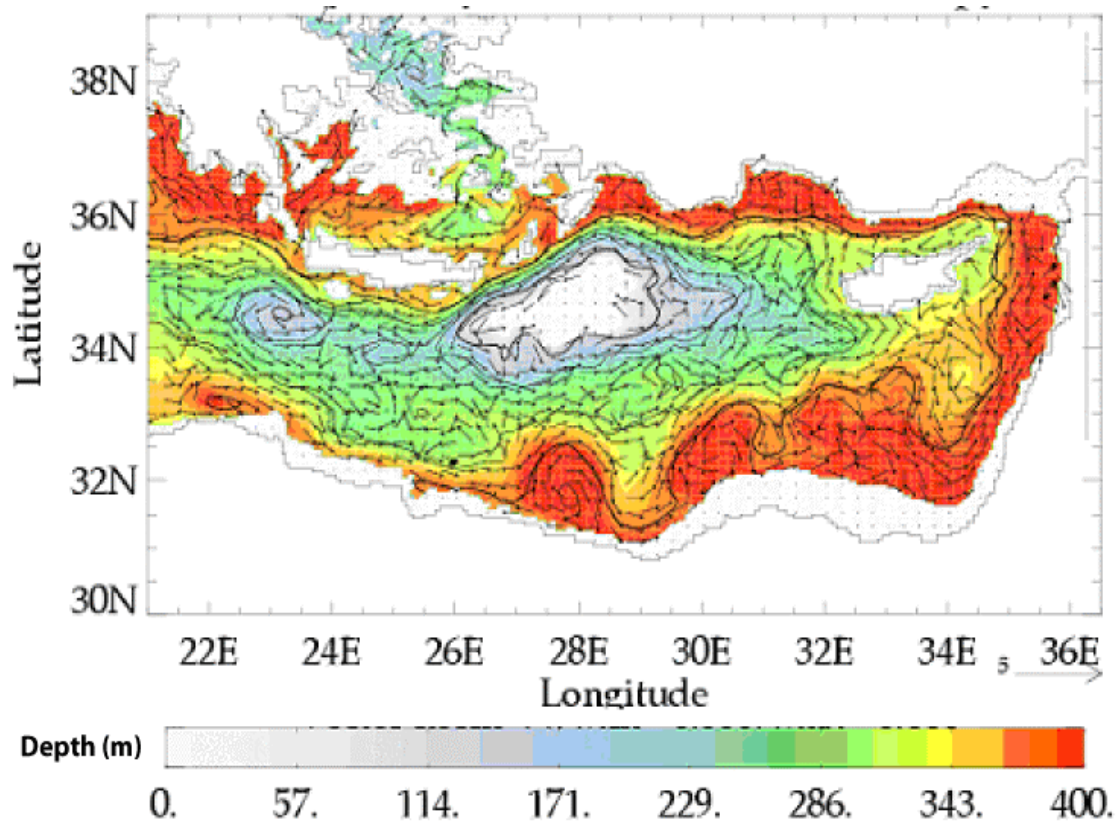 38N
36N
34N
32N
30N
Latitude
22E 24E 26E 28E 30E 32E 34E 5 36E
Longitude
Depth (m)
0. 57. 114. 171. 229. 286. 343. 400.